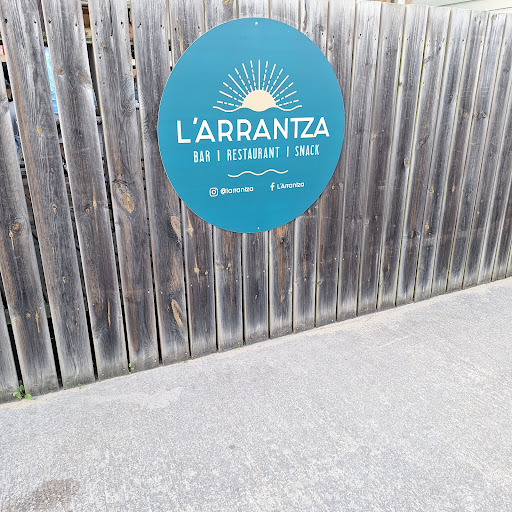 L'ARRANTZA
BAR | RESTAURANT | SNACK
@larrantza L'Arrantza